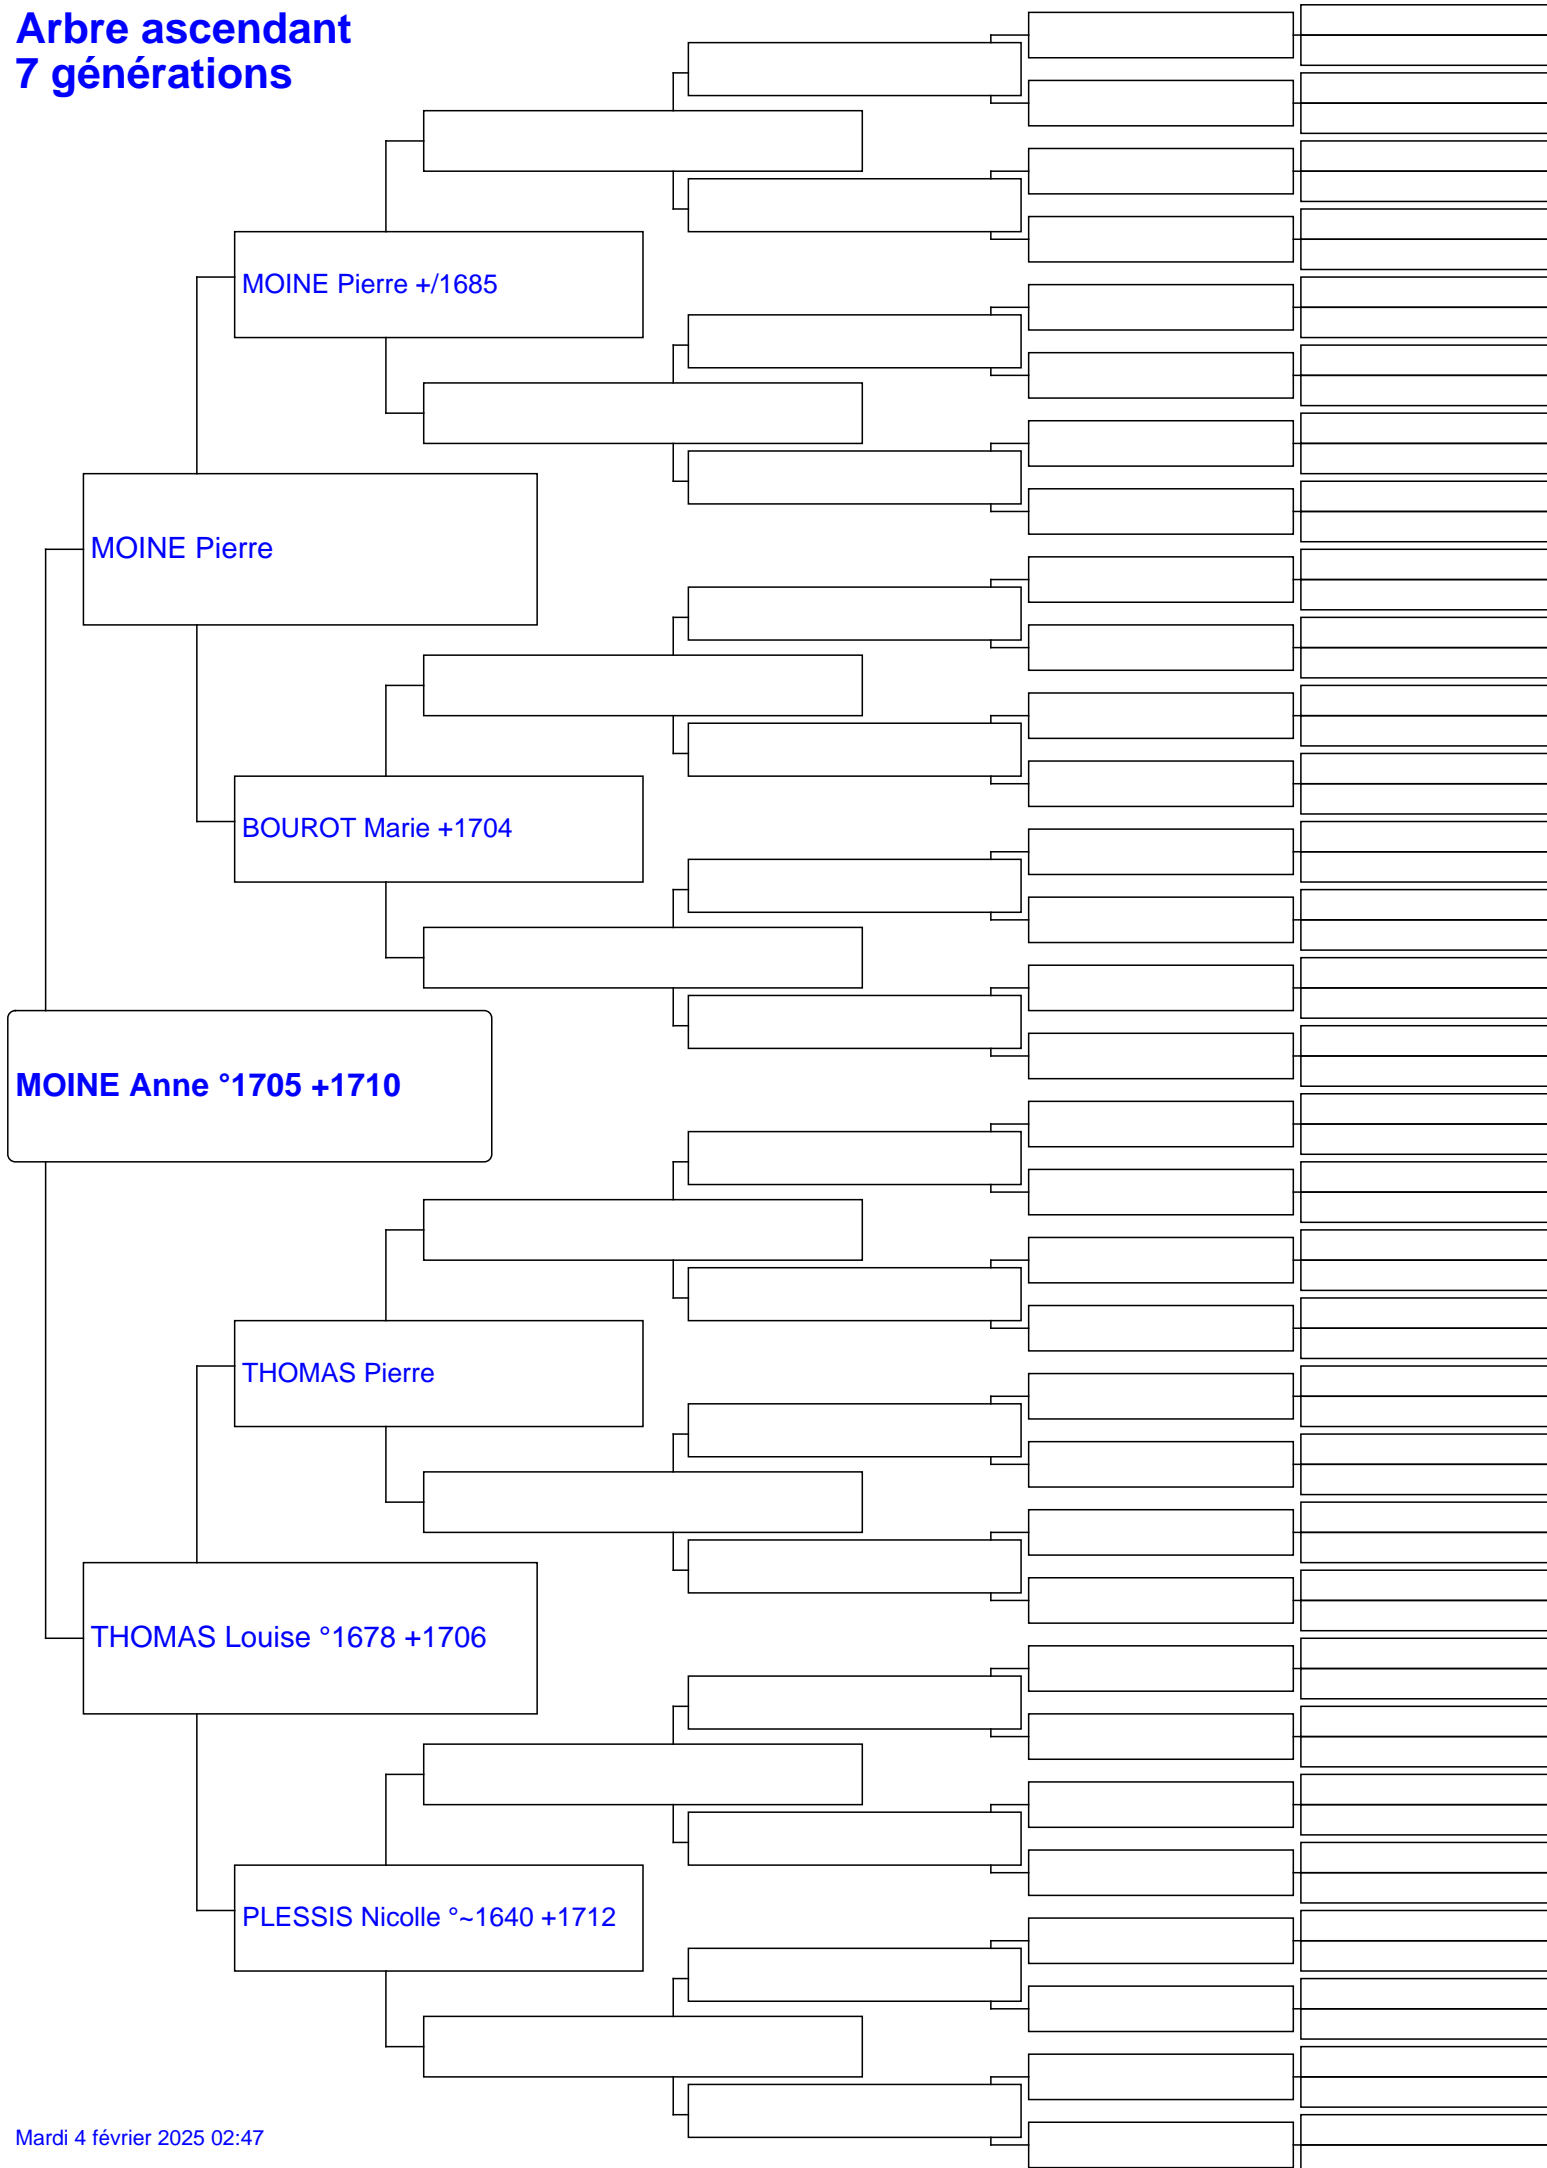 Arbre ascendant
7 générations
MOINE Pierre +/1685
MOINE Pierre
BOUROT Marie +1704
MOINE Anne °1705 +1710
THOMAS Pierre
THOMAS Louise °1678 +1706
PLESSIS Nicolle °~1640 +1712
Mardi 4 février 2025 02:47